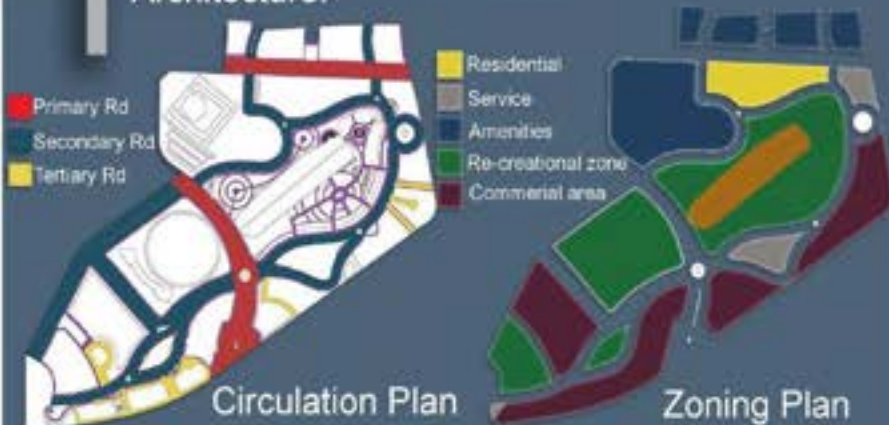 Architecture.
Primary Rd
Secondary Rd
Tertiary Rd
Residential
Service
Amenities
Re-creational zone
Commerial area
Circulation Plan
Zoning Plan